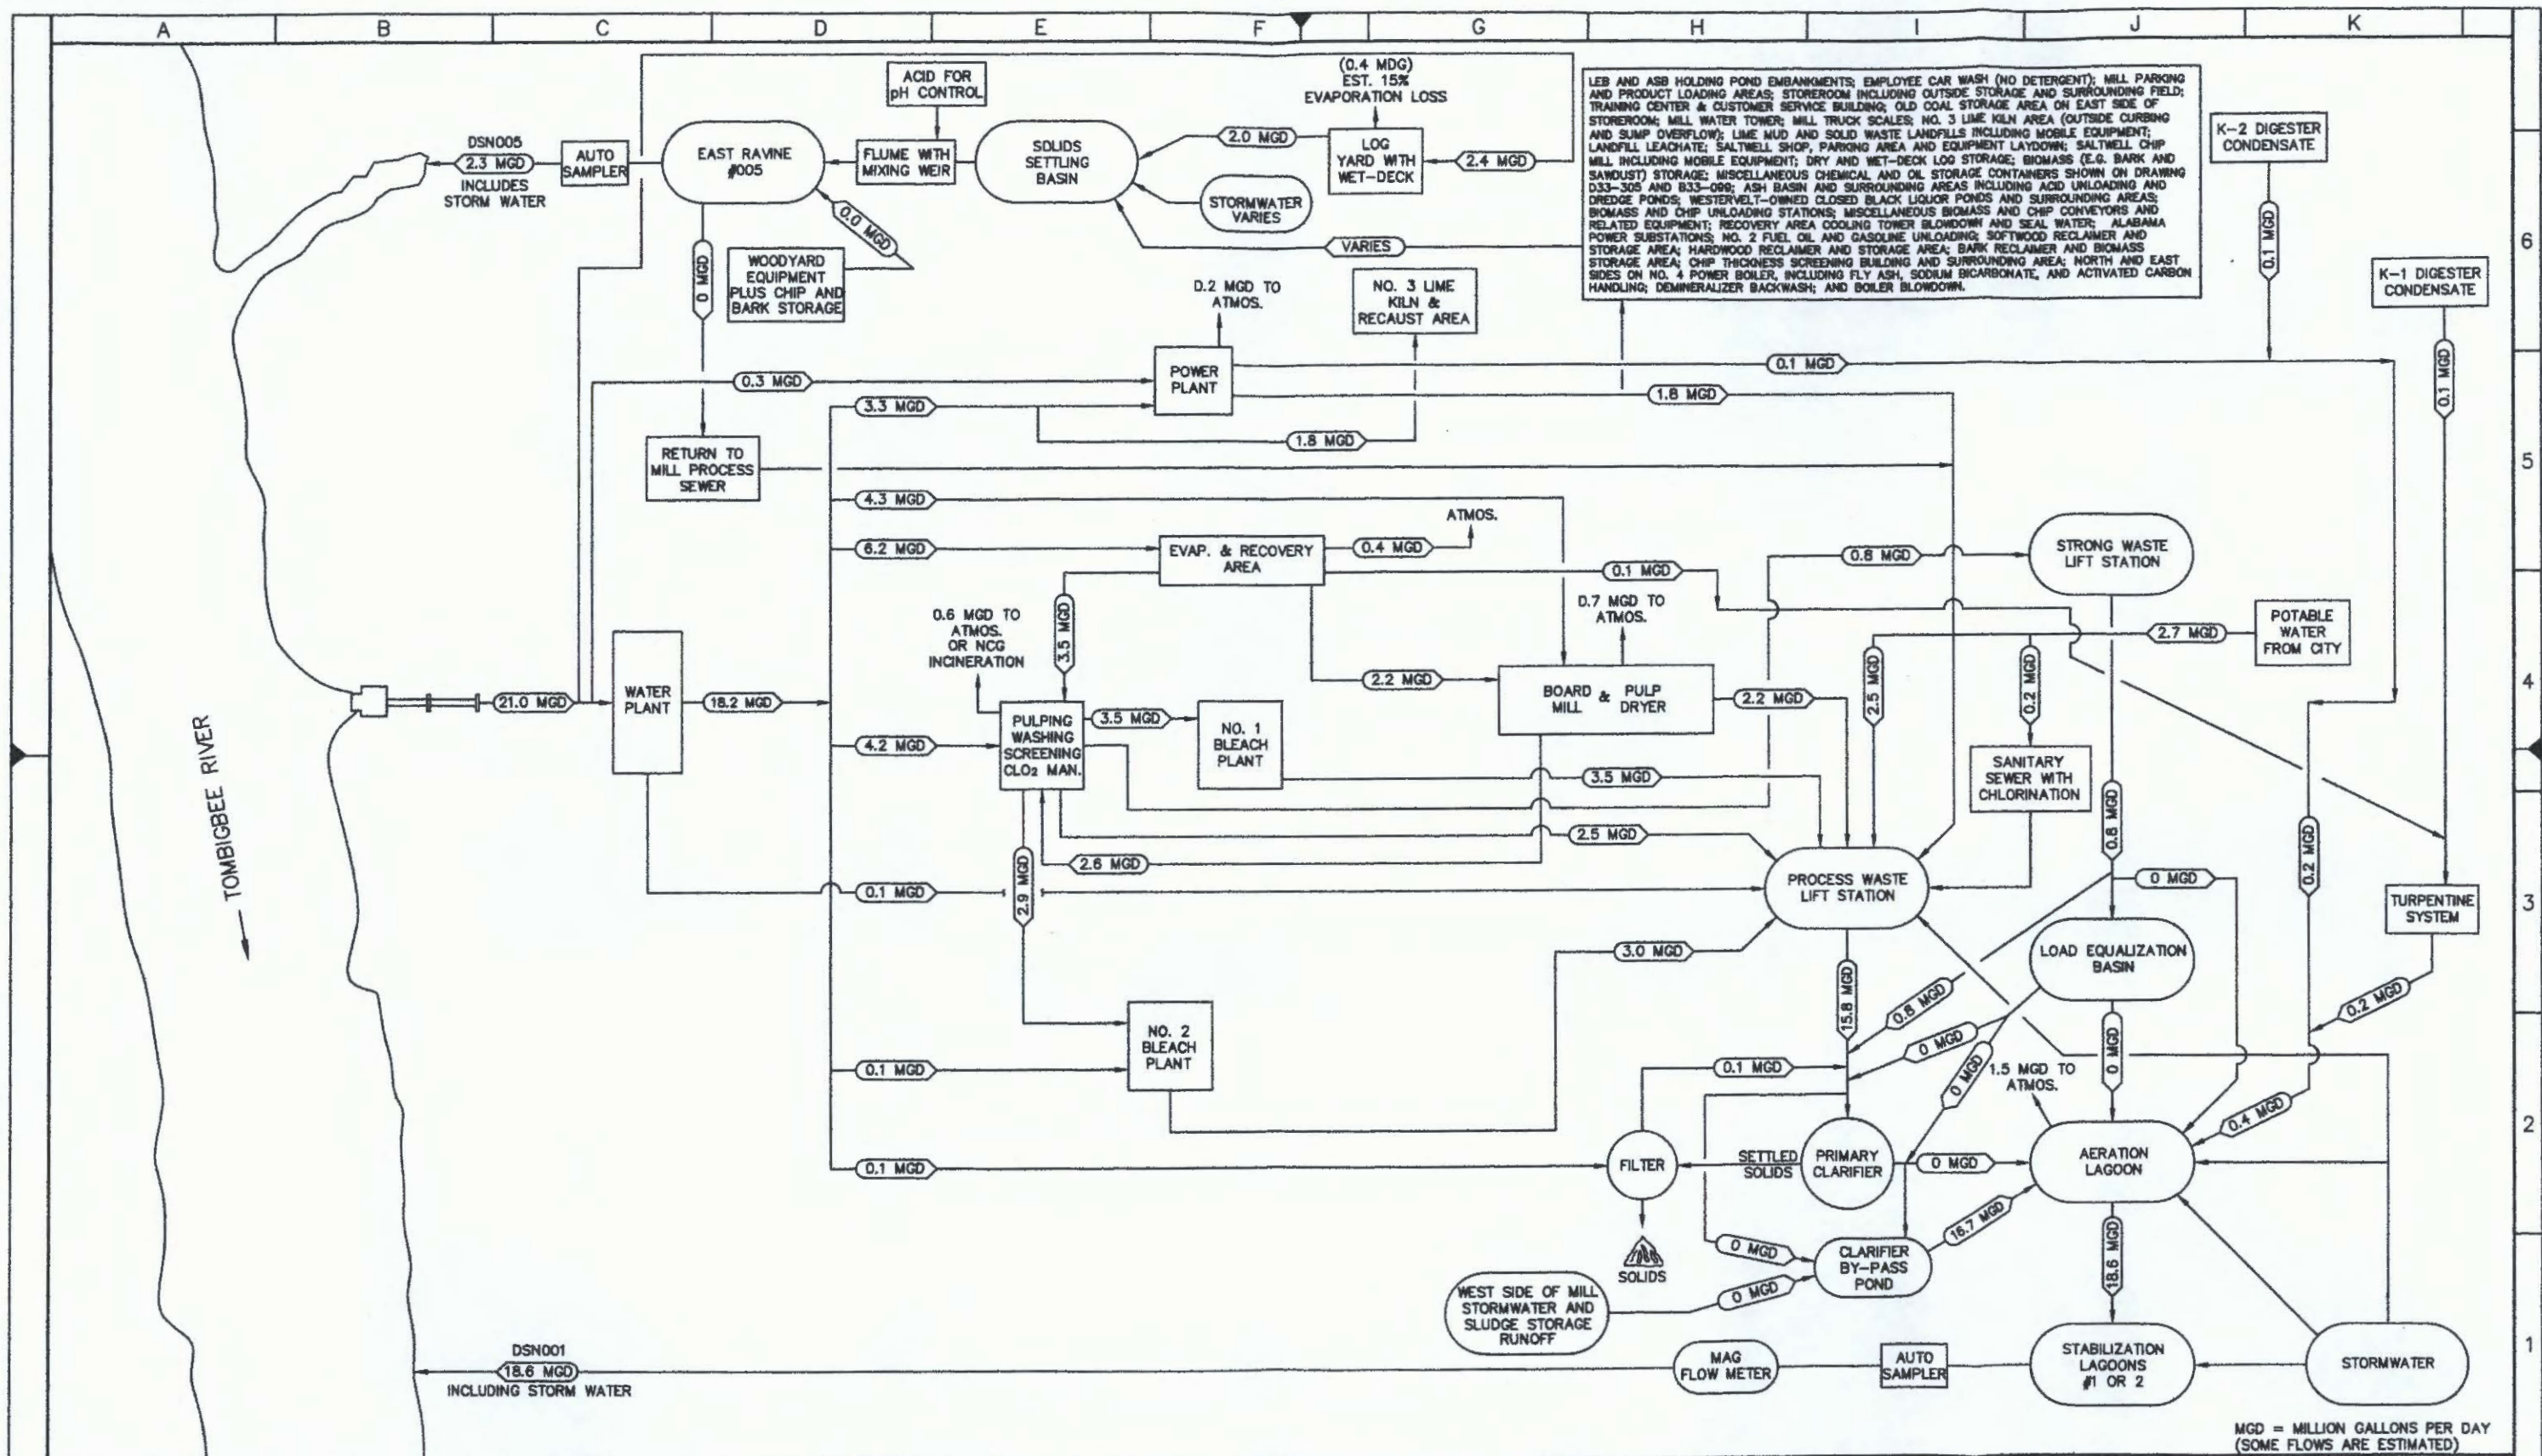 A B C D E F G H I J K
ACID FOR
pH CONTROL
(0.4 MDG)
EST. 15%
EVAPORATION LOSS
LEB AND ASB HOLDING POND EMBANKMENTS; EMPLOYEE CAR WASH (NO DETERGENT); MILL PARKING
AND PRODUCT LOADING AREAS; STOREROOM INCLUDING OUTSIDE STORAGE AND SURROUNDING FIELD;
TRAINING CENTER & CUSTOMER SERVICE BUILDING; OLD COAL STORAGE AREA ON EAST SIDE OF
STOREROOM; MILL WATER TOWER; MILL TRUCK SCALES; NO. 3 LIME KILN AREA (OUTSIDE CURBING
AND SUMP OVERFLOW); LIME MUD AND SOLID WASTE LANDFILLS INCLUDING MOBILE EQUIPMENT;
LANDFILL LEACHATE; SALTWELL SHOP, PARKING AREA AND EQUIPMENT LAYDOWN; SALTWELL CHIP
MILL INCLUDING MOBILE EQUIPMENT; DRY AND WET-DECK LOG STORAGE; BIOMASS (E.G. BARK AND
SAWDUST) STORAGE; MISCELLANEOUS CHEMICAL AND OIL STORAGE CONTAINERS SHOWN ON DRAWING
D33-305 AND B33-099; ASH BASIN AND SURROUNDING AREAS INCLUDING ACID UNLOADING AND
DREDGE PONDS; WESTERVELT-OWNED CLOSED BLACK LIQUOR PONDS AND SURROUNDING AREAS;
BIOMASS AND CHIP UNLOADING STATIONS; MISCELLANEOUS BIOMASS AND CHIP CONVEYORS AND
RELATED EQUIPMENT; RECOVERY AREA COOLING TOWER BLOWDOWN AND SEAL WATER; ALABAMA
POWER SUBSTATIONS; NO. 2 FUEL OIL AND GASOLINE UNLOADING; SOFTWOOD RECLAIMER AND
STORAGE AREA; HARDWOOD RECLAIMER AND STORAGE AREA; BARK RECLAIMER AND BIOMASS
STORAGE AREA; CHIP THICKNESS SCREENING BUILDING AND SURROUNDING AREA; NORTH AND EAST
SIDES ON NO. 4 POWER BOILER, INCLUDING FLY ASH, SODIUM BICARBONATE, AND ACTIVATED CARBON
HANDLING; DEMINERALIZER BACKWASH; AND BOILER BLOWDOWN.
K-2 DIGESTER
CONDENSATE
DSN005
2.3 MGD
INCLUDES
STORM WATER
AUTO
SAMPLER
EAST RAVINE
#005
FLUME WITH
MIXING WEIR
SOLIDS
SETTLING
BASIN
2.0 MGD
LOG
YARD WITH
WET-DECK
2.4 MGD
STORMWATER
VARIES
0.0 MGD
VARIES
0.1 MGD
6
0 MGD
WOODYARD
EQUIPMENT
PLUS CHIP AND
BARK STORAGE
0.2 MGD TO
ATMOS.
NO. 3 LIME
KILN &
RECAUST AREA
K-1 DIGESTER
CONDENSATE
POWER
PLANT
0.1 MGD
0.1 MGD
0.3 MGD
3.3 MGD
1.8 MGD
1.8 MGD
RETURN TO
MILL PROCESS
SEWER
5
4.3 MGD
ATMOS.
6.2 MGD
EVAP. & RECOVERY
AREA
0.4 MGD
0.8 MGD
STRONG WASTE
LIFT STATION
0.1 MGD
0.6 MGD TO
ATMOS.
OR NCG
INCINERATION
3.5 MGD
0.7 MGD TO
ATMOS.
2.7 MGD
POTABLE
WATER
FROM CITY
4
21.0 MGD
WATER
PLANT
18.2 MGD
2.2 MGD
BOARD & PULP
MILL DRYER
2.2 MGD
2.5 MGD
0.2 MGD
PULPING
WASHING
SCREENING
CLO2 MAN.
3.5 MGD
NO. 1
BLEACH
PLANT
4.2 MGD
3.5 MGD
SANITARY
SEWER WITH
CHLORINATION
TOMBIGBEE RIVER
2.5 MGD
0.8 MGD
0.2 MGD
2.6 MGD
2.9 MGD
0.1 MGD
PROCESS WASTE
LIFT STATION
0 MGD
TURPENTINE
SYSTEM
3
3.0 MGD
LOAD EQUALIZATION
BASIN
15.8 MGD
0.8 MGD
0.2 MGD
NO. 2
BLEACH
PLANT
0.1 MGD
0.1 MGD
0 MGD
0 MGD
0 MGD
1.5 MGD TO
ATMOS.
0.4 MGD
2
0.1 MGD
FILTER
SETTLED
SOLIDS
PRIMARY
CLARIFIER
0 MGD
AERATION
LAGOON
SOLIDS
0 MGD
CLARIFIER
BY-PASS
POND
16.7 MGD
18.6 MGD
WEST SIDE OF MILL
STORMWATER AND
SLUDGE STORAGE
RUNOFF
0 MGD
1
DSN001
18.6 MGD
INCLUDING STORM WATER
MAG
FLOW METER
AUTO
SAMPLER
STABILIZATION
LAGOONS
#1 OR 2
STORMWATER
MGD = MILLION GALLONS PER DAY
(SOME FLOWS ARE ESTIMATED)